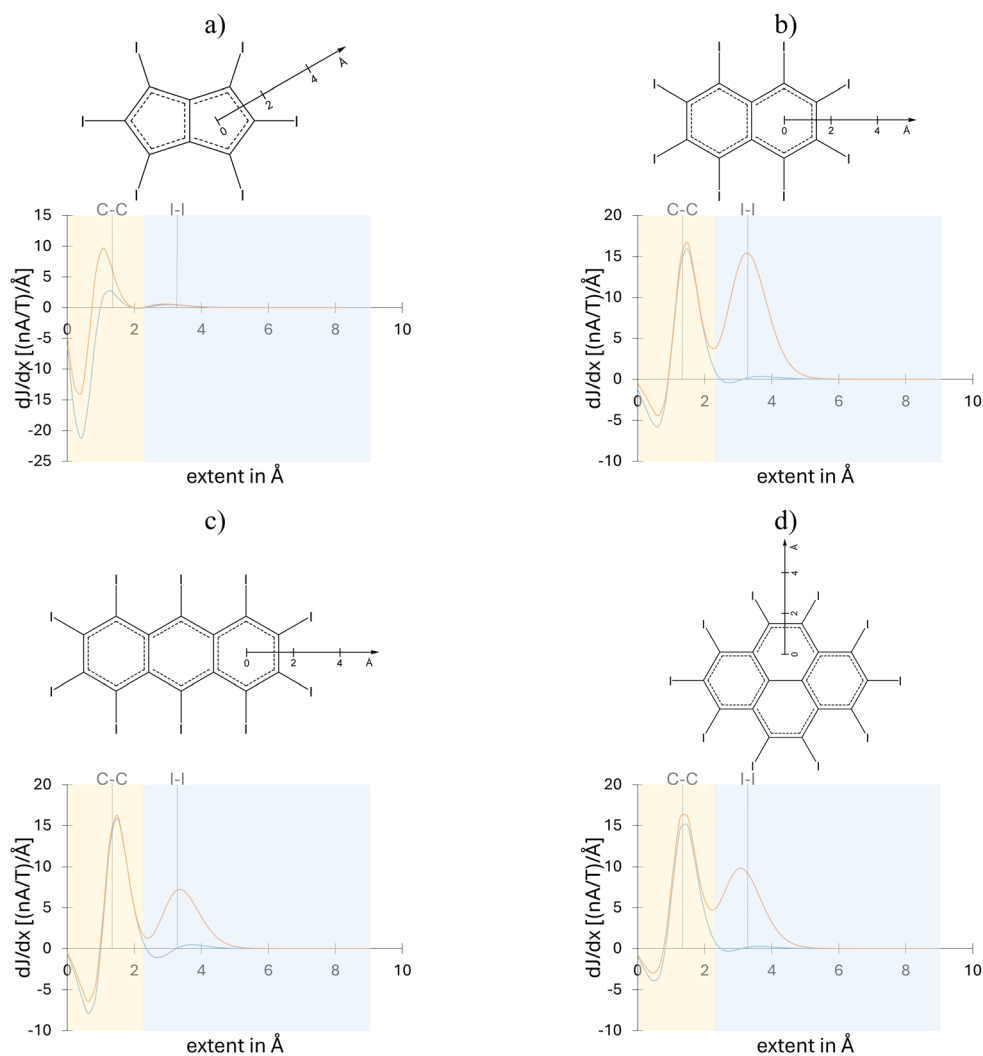 a)
I I
I I
I I
0 2 4 Å
C-C I-I
dJ/dx [(nA/T)/Å]
15
10
5
0
-5
-10
-15
-20
-25
0 2 4 6 8 10
extent in Å
b)
I I
I I
I I
I I
0 2 4 Å
C-C I-I
dJ/dx [(nA/T)/Å]
20
15
10
5
0
-5
-10
0 2 4 6 8 10
extent in Å
c)
I I I
I I
I I
I I I
0 2 4 Å
C-C I-I
dJ/dx [(nA/T)/Å]
20
15
10
5
0
-5
-10
0 2 4 6 8 10
extent in Å
d)
Å
4
2
0
I I
I I
I I
I I
I I
C-C I-I
dJ/dx [(nA/T)/Å]
20
15
10
5
0
-5
-10
0 2 4 6 8 10
extent in Å